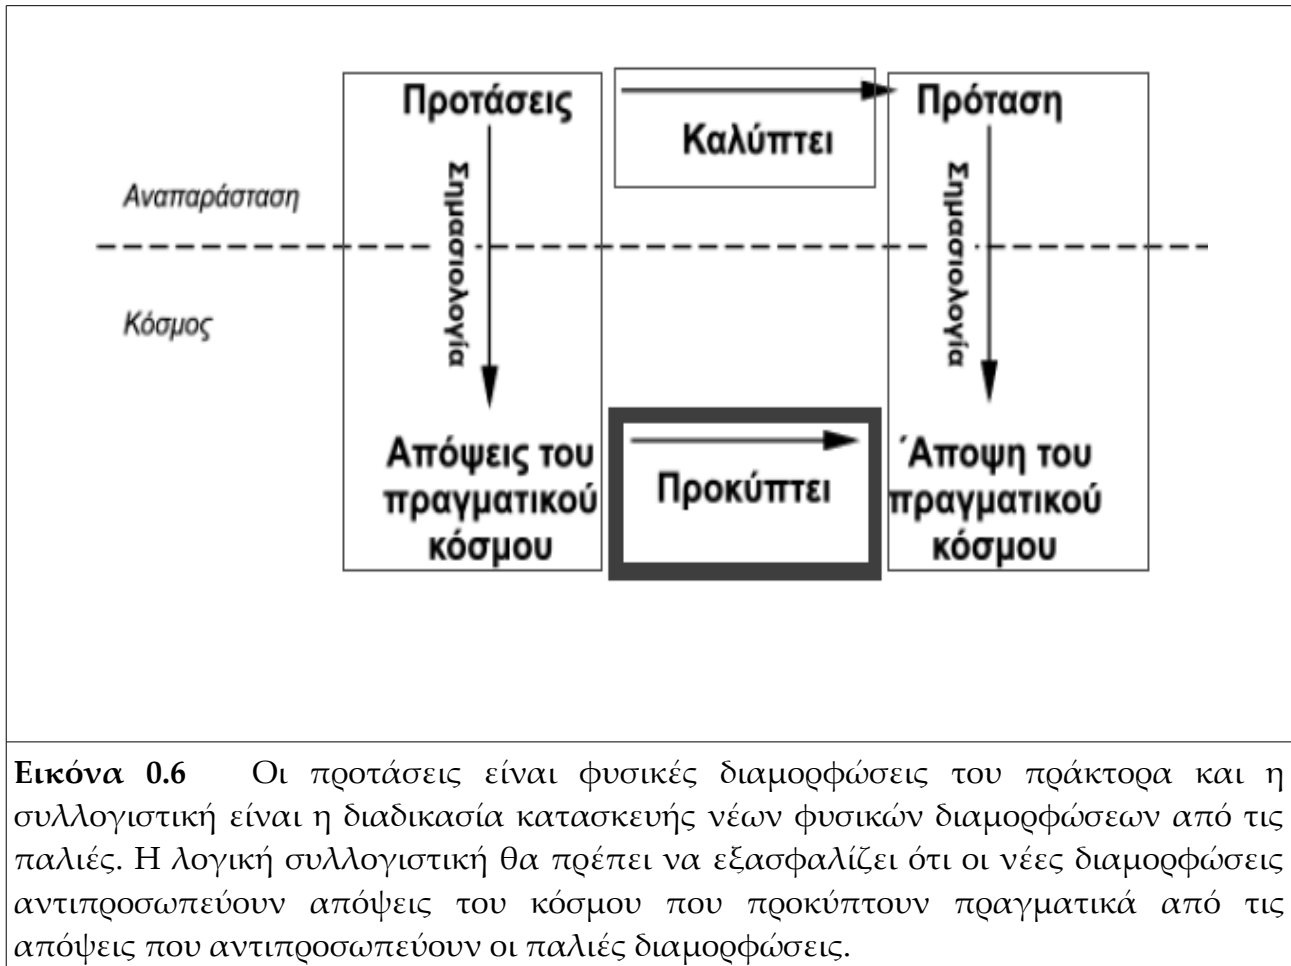 Προτάσεις
Καλύπτει
Πρόταση
Σημασιολογία
Σημασιολογία
Αναπαράσταση
Κόσμος
Απόψεις του
πραγματικού
κόσμου
Προκύπτει
Άποψη του
πραγματικού
κόσμου
Εικόνα 0.6 Οι προτάσεις είναι φυσικές διαμορφώσεις του πράκτορα και η
συλλογιστική είναι η διαδικασία κατασκευής νέων φυσικών διαμορφώσεων από τις
παλιές. Η λογική συλλογιστική θα πρέπει να εξασφαλίζει ότι οι νέες διαμορφώσεις
αντιπροσωπεύουν απόψεις του κόσμου που προκύπτουν πραγματικά από τις
απόψεις που αντιπροσωπεύουν οι παλιές διαμορφώσεις.